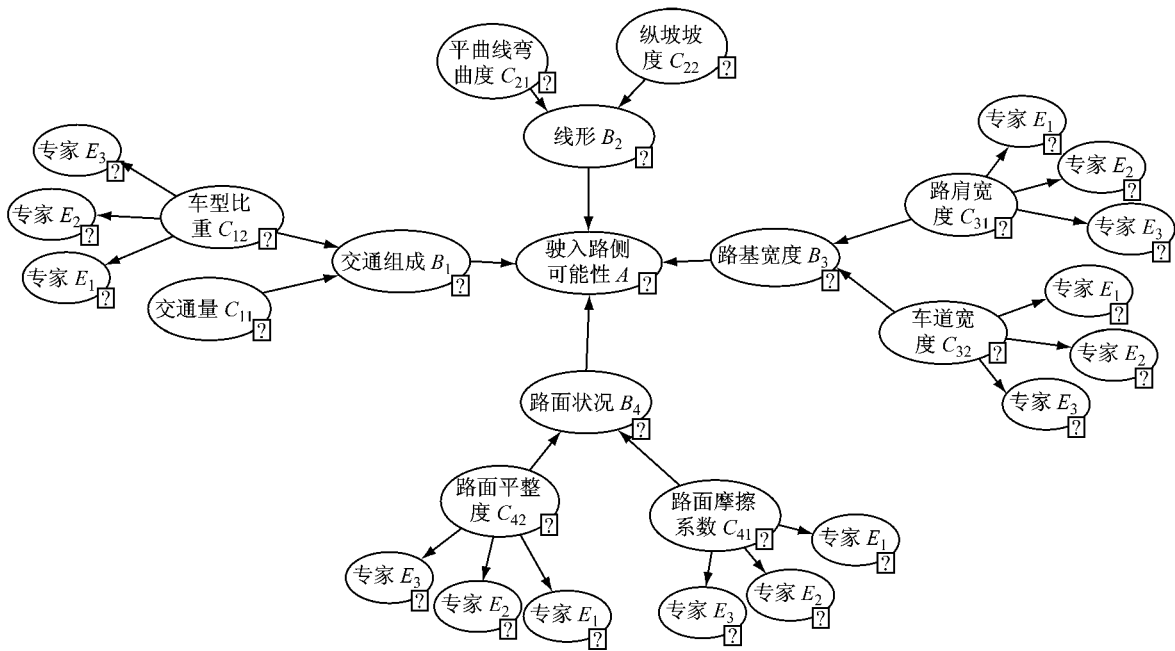 平曲线弯
曲度 C21
?
纵坡坡
度 C22
?
线形 B2
?
专家 E3
?
专家 E2
?
专家 E1
?
车型比
重 C12
?
交通量 C11
?
交通组成 B1
?
驶入路侧
可能性 A
?
路基宽度 B3
?
路肩宽
度 C31
?
专家 E1
?
专家 E2
?
专家 E3
?
车道宽
度 C32
?
专家 E1
?
专家 E2
?
专家 E3
?
路面状况 B4
?
路面平整
度 C42
?
专家 E3
?
专家 E2
?
专家 E1
?
路面摩擦
系数 C41
?
专家 E1
?
专家 E2
?
专家 E3
?